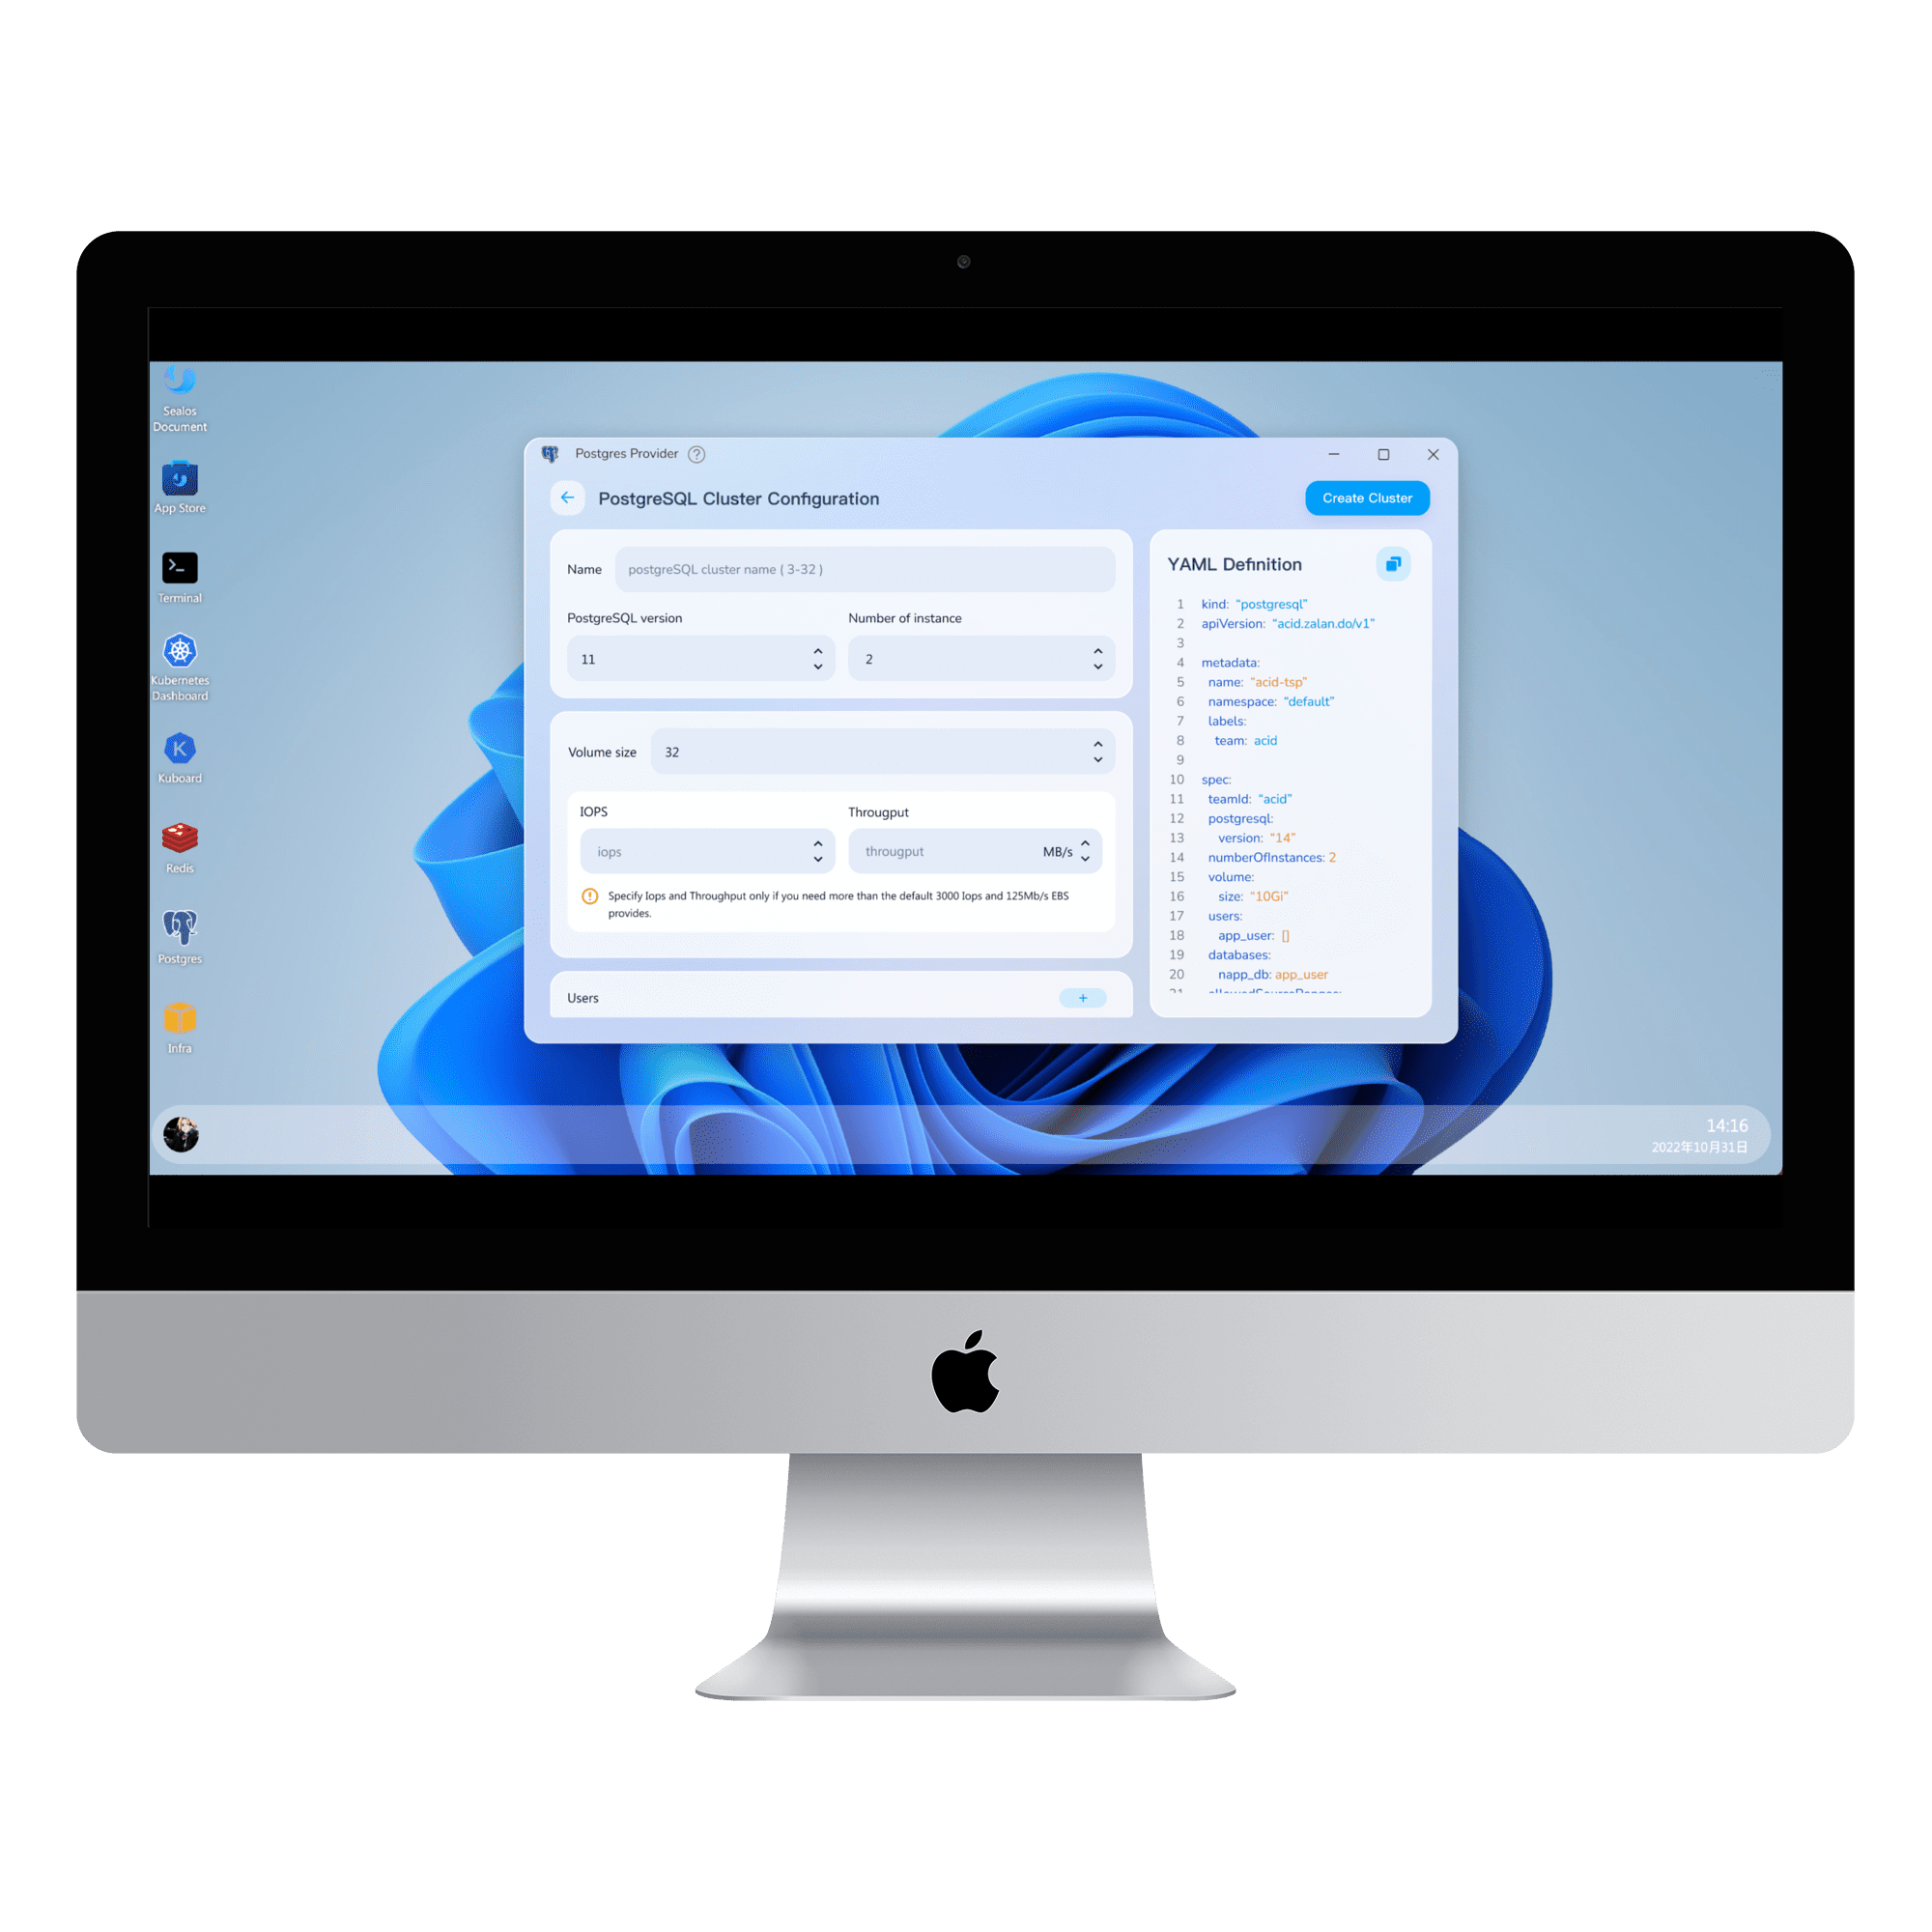 Sealos
Document
App Store
Terminal
Kubernetes
Dashboard
Kuboard
K
Redis
Postgres
Infra
Postgres Provider ?
PostgreSQL Cluster Configuration
Create Cluster
Name postgreSQL cluster name ( 3-32 )
PostgreSQL version
Number of instance
11
2
Volume size 32
IOPS
Througput
iops
througput MB/s
Specify Iops and Throughput only if you need more than the default 3000 Iops and 125Mb/s EBS
provides.
Users +
YAML Definition
1 kind: "postgresql"
2 apiVersion: "acid.zalan.do/v1"
3
4 metadata:
5 name: "acid-tsp"
6 namespace: "default"
7 labels:
8 team: acid
9
10 spec:
11 teamId: "acid"
12 postgresql:
13 version: "14"
14 numberOfInstances: 2
15 volume:
16 size: "10Gi"
17 users:
18 app_user: []
19 databases:
20 napp_db: app_user
21 allowedSourceRanges:
14:16
2022年10月31日